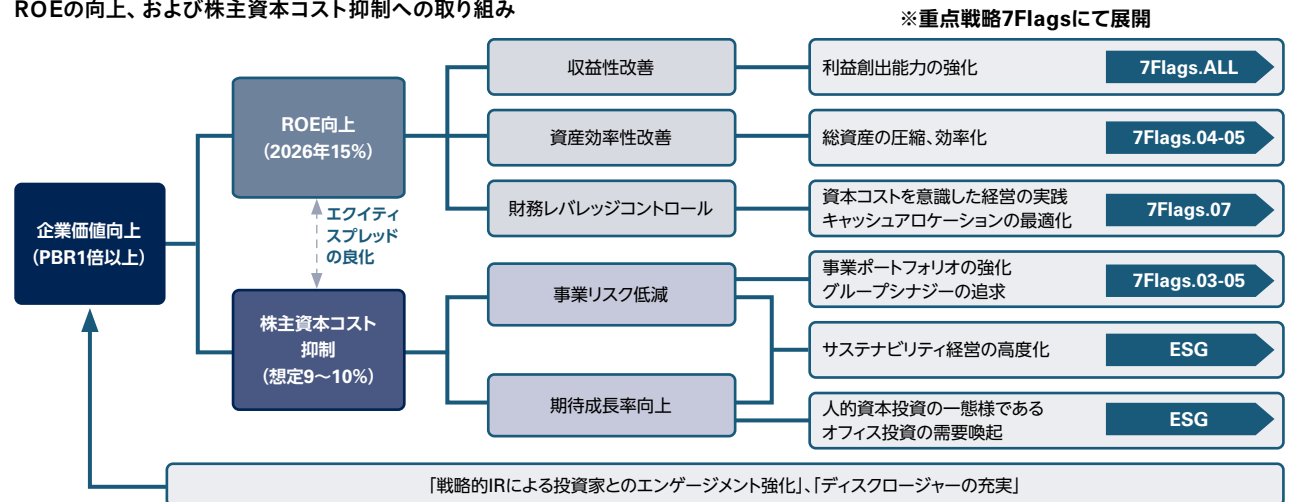 ROEの向上、および株主資本コスト抑制への取り組み
※重点戦略7Flagsにて展開
企業価値向上
（PBR1倍以上）
ROE向上
（2026年15%）
エクイティ
スプレッド
の良化
株主資本コスト
抑制
（想定9〜10%）
収益性改善
利益創出能力の強化
7Flags.ALL
資産効率性改善
総資産の圧縮、効率化
7Flags.04-05
財務レバレッジコントロール
資本コストを意識した経営の実践
キャッシュアロケーションの最適化
7Flags.07
事業リスク低減
事業ポートフォリオの強化
グループシナジーの追求
7Flags.03-05
サステナビリティ経営の高度化
ESG
期待成長率向上
人的資本投資の一態様である
オフィス投資の需要喚起
ESG
「戦略的IRによる投資家とのエンゲージメント強化」、「ディスクロージャーの充実」